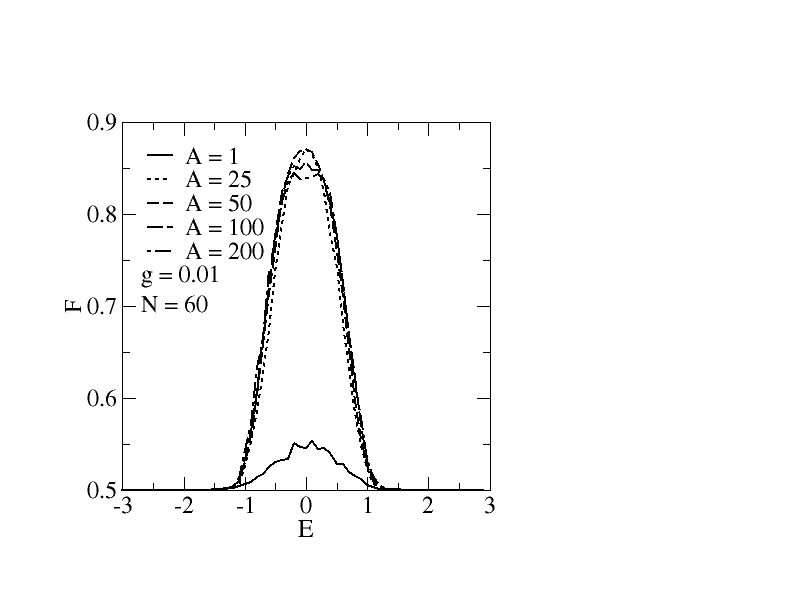 0.9
A = 1
A = 25
0.8
A = 50
A = 100
A = 200
g = 0.01
F
0.7
N = 60
0.6
0.5
-3 -2 -1 0 1 2 3
E